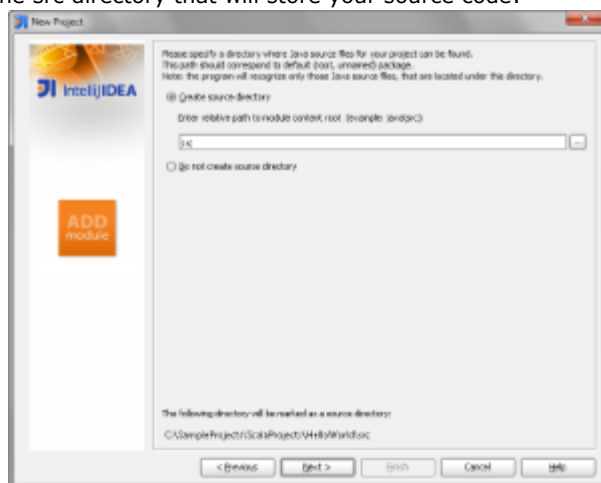 he src directory that will store your source code.
New Project
IntelliJIDEA
ADD
module
Please specify a directory where Java source files for your project can be found.
This path should correspond to default (root, unnamed) package.
Note: the program will recognize only those Java source files, that are located under this directory.
Create source directory
Enter relative path to module content root. (example: java/src)
src
...
Do not create source directory
The following directory will be marked as a source directory:
C:\SampleProjects\ScalaProjects\HelloWorld\src
< Previous
Next >
Finish
Cancel
Help